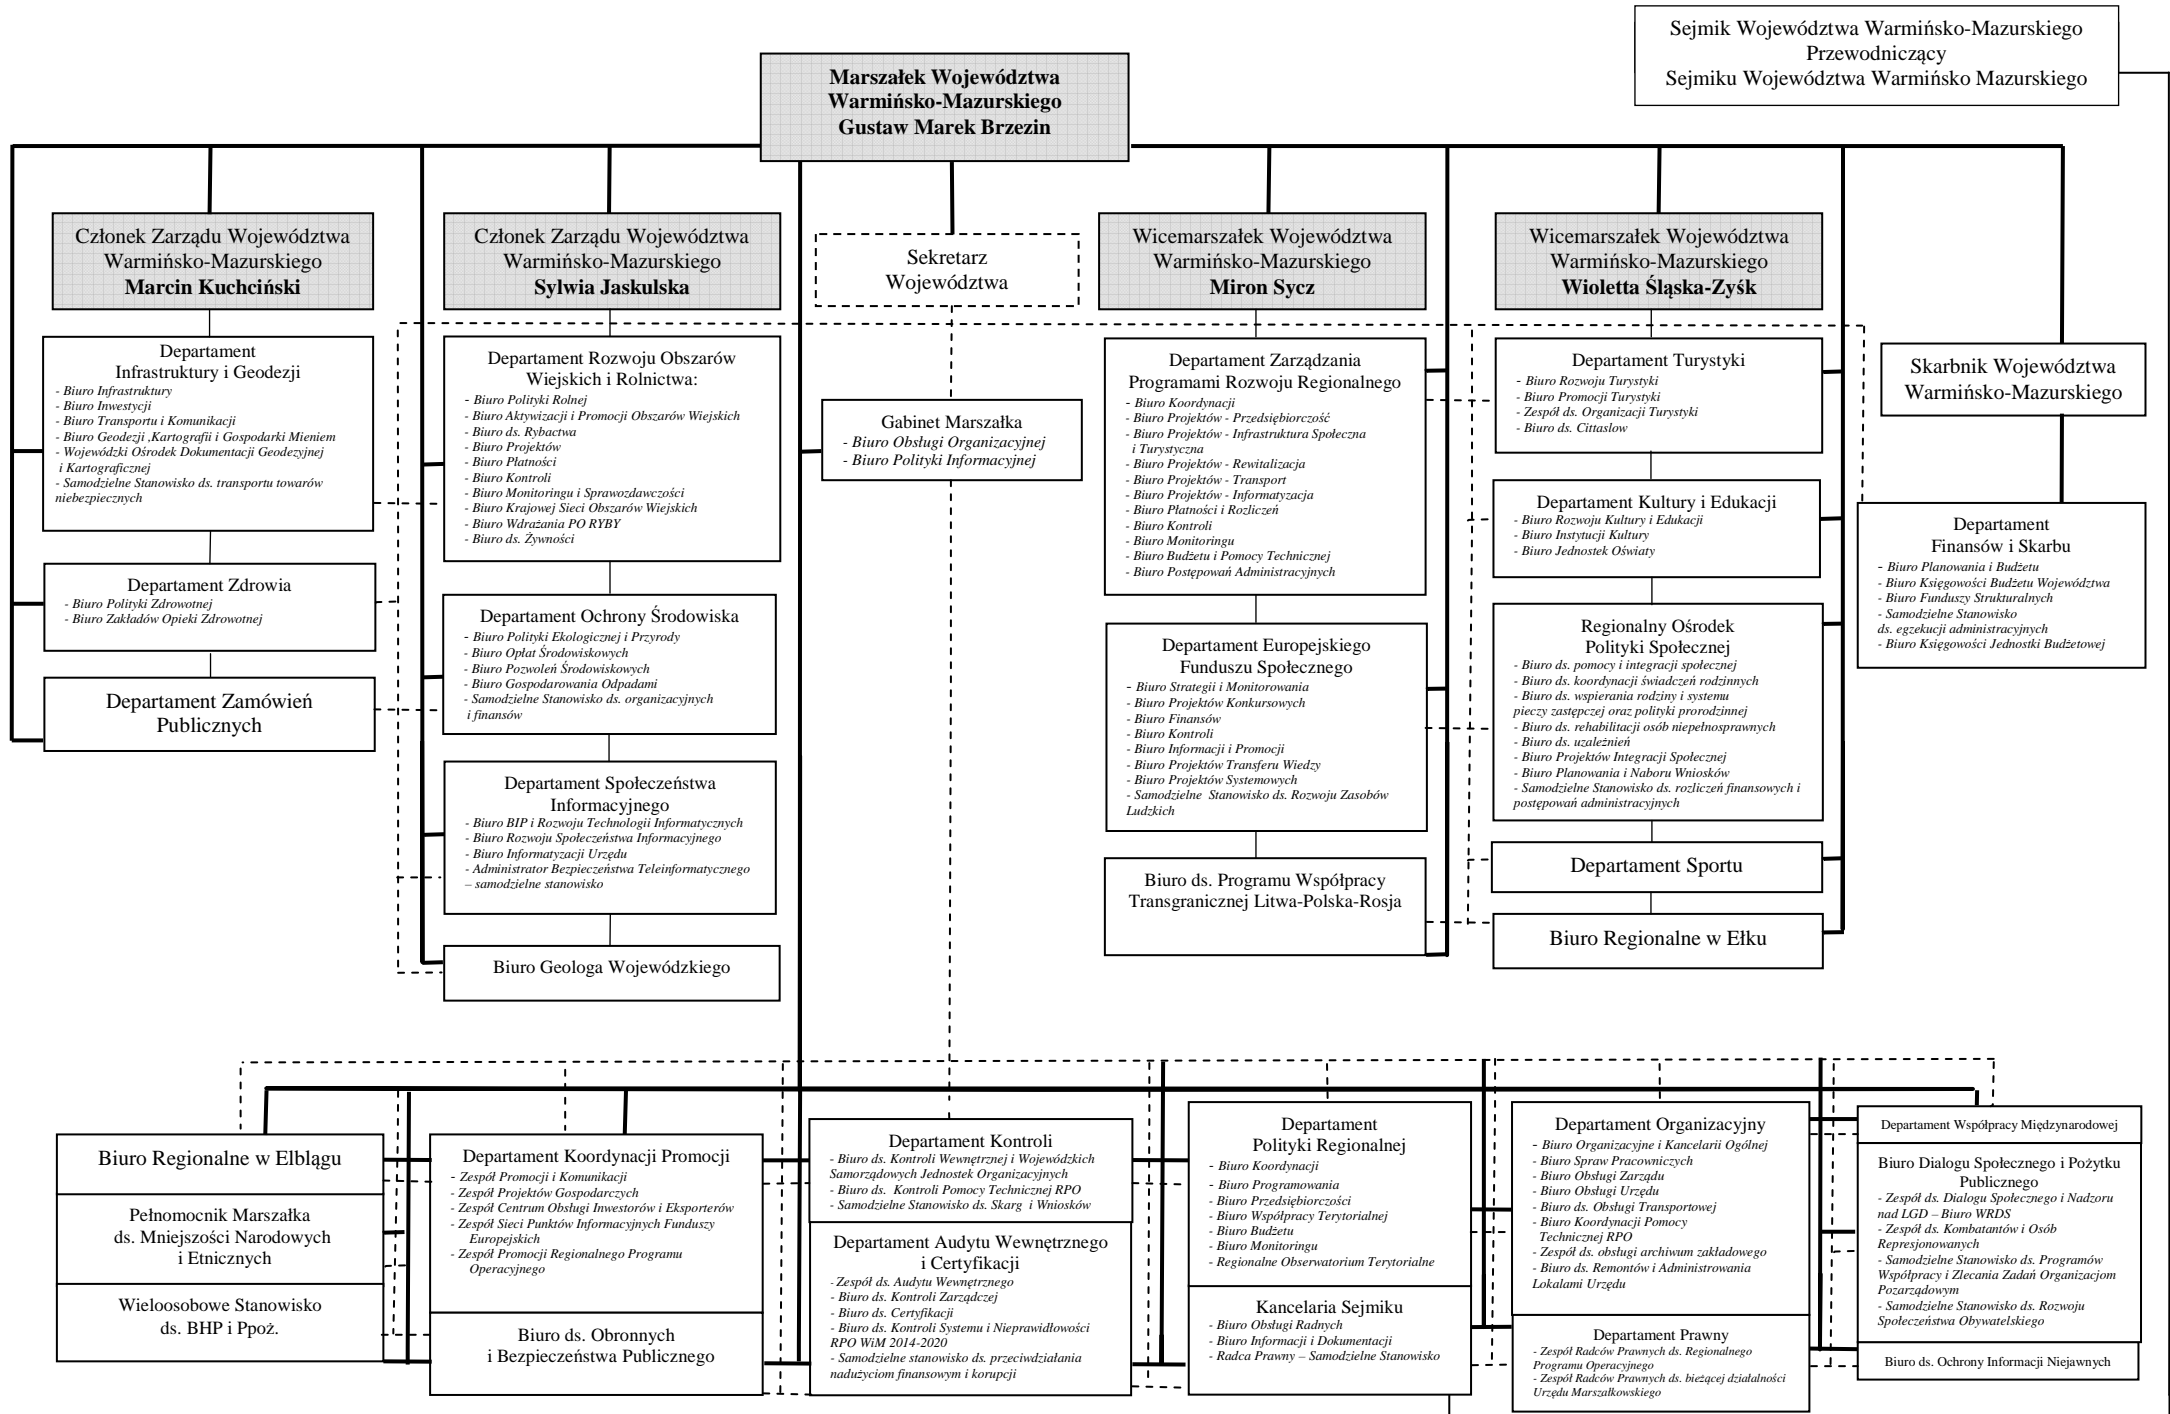 Sejmik Województwa Warmińsko-Mazurskiego
Przewodniczący
Sejmiku Województwa Warmińsko Mazurskiego
Marszałek Województwa
Warmińsko-Mazurskiego
Gustaw Marek Brzezin
Członek Zarządu Województwa
Warmińsko-Mazurskiego
Marcin Kuchciński
Członek Zarządu Województwa
Warmińsko-Mazurskiego
Sylwia Jaskulska
Sekretarz
Województwa
Wicemarszałek Województwa
Warmińsko-Mazurskiego
Miron Sycz
Wicemarszałek Województwa
Warmińsko-Mazurskiego
Wioletta Śląska-Zyśk
Departament
Infrastruktury i Geodezji
- Biuro Infrastruktury
- Biuro Inwestycji
- Biuro Transportu i Komunikacji
- Biuro Geodezji ,Kartografii i Gospodarki Mieniem
- Wojewódzki Ośrodek Dokumentacji Geodezyjnej
i Kartograficznej
- Samodzielne Stanowisko ds. transportu towarów
niebezpiecznych
Departament Zdrowia
- Biuro Polityki Zdrowotnej
- Biuro Zakładów Opieki Zdrowotnej
Departament Zamówień
Publicznych
Departament Rozwoju Obszarów
Wiejskich i Rolnictwa:
- Biuro Polityki Rolnej
- Biuro Aktywizacji i Promocji Obszarów Wiejskich
- Biuro ds. Rybactwa
- Biuro Projektów
- Biuro Płatności
- Biuro Kontroli
- Biuro Monitoringu i Sprawozdawczości
- Biuro Krajowej Sieci Obszarów Wiejskich
- Biuro Wdrażania PO RYBY
- Biuro ds. Żywności
Departament Ochrony Środowiska
- Biuro Polityki Ekologicznej i Przyrody
- Biuro Opłat Środowiskowych
- Biuro Pozwoleń Środowiskowych
- Biuro Gospodarowania Odpadami
- Samodzielne Stanowisko ds. organizacyjnych
i finansów
Departament Społeczeństwa
Informacyjnego
- Biuro BIP i Rozwoju Technologii Informatycznych
- Biuro Rozwoju Społeczeństwa Informacyjnego
- Biuro Informatyzacji Urzędu
- Administrator Bezpieczeństwa Teleinformatycznego
– samodzielne stanowisko
Biuro Geologa Wojewódzkiego
Gabinet Marszałka
- Biuro Obsługi Organizacyjnej
- Biuro Polityki Informacyjnej
Departament Zarządzania
Programami Rozwoju Regionalnego
- Biuro Koordynacji
- Biuro Projektów - Przedsiębiorczość
- Biuro Projektów - Infrastruktura Społeczna
i Turystyczna
- Biuro Projektów - Rewitalizacja
- Biuro Projektów - Transport
- Biuro Projektów - Informatyzacja
- Biuro Płatności i Rozliczeń
- Biuro Kontroli
- Biuro Monitoringu
- Biuro Budżetu i Pomocy Technicznej
- Biuro Postępowań Administracyjnych
Departament Europejskiego
Funduszu Społecznego
- Biuro Strategii i Monitorowania
- Biuro Projektów Konkursowych
- Biuro Finansów
- Biuro Kontroli
- Biuro Informacji i Promocji
- Biuro Projektów Transferu Wiedzy
- Biuro Projektów Systemowych
- Samodzielne Stanowisko ds. Rozwoju Zasobów
Ludzkich
Biuro ds. Programu Współpracy
Transgranicznej Litwa-Polska-Rosja
Departament Turystyki
- Biuro Rozwoju Turystyki
- Biuro Promocji Turystyki
- Zespół ds. Organizacji Turystyki
- Biuro ds. Cittaslow
Departament Kultury i Edukacji
- Biuro Rozwoju Kultury i Edukacji
- Biuro Instytucji Kultury
- Biuro Jednostek Oświaty
Regionalny Ośrodek
Polityki Społecznej
- Biuro ds. pomocy i integracji społecznej
- Biuro ds. koordynacji świadczeń rodzinnych
- Biuro ds. wspierania rodziny i systemu
pieczy zastępczej oraz polityki prorodzinnej
- Biuro ds. rehabilitacji osób niepełnosprawnych
- Biuro ds. uzależnień
- Biuro Projektów Integracji Społecznej
- Biuro Planowania i Naboru Wniosków
- Samodzielne Stanowisko ds. rozliczeń finansowych i
postępowań administracyjnych
Departament Sportu
Biuro Regionalne w Ełku
Skarbnik Województwa
Warmińsko-Mazurskiego
Departament
Finansów i Skarbu
- Biuro Planowania i Budżetu
- Biuro Księgowości Budżetu Województwa
- Biuro Funduszy Strukturalnych
- Samodzielne Stanowisko
ds. egzekucji administracyjnych
- Biuro Księgowości Jednostki Budżetowej
Biuro Regionalne w Elblągu
Pełnomocnik Marszałka
ds. Mniejszości Narodowych
i Etnicznych
Wieloosobowe Stanowisko
ds. BHP i Ppoż.
Departament Koordynacji Promocji
- Zespół Promocji i Komunikacji
- Zespół Projektów Gospodarczych
- Zespół Centrum Obsługi Inwestorów i Eksporterów
- Zespół Sieci Punktów Informacyjnych Funduszy
Europejskich
- Zespół Promocji Regionalnego Programu
Operacyjnego
Biuro ds. Obronnych
i Bezpieczeństwa Publicznego
Departament Kontroli
- Biuro ds. Kontroli Wewnętrznej i Wojewódzkich
Samorządowych Jednostek Organizacyjnych
- Biuro ds. Kontroli Pomocy Technicznej RPO
- Samodzielne Stanowisko ds. Skarg i Wniosków
Departament Audytu Wewnętrznego
i Certyfikacji
- Zespół ds. Audytu Wewnętrznego
- Biuro ds. Kontroli Zarządczej
- Biuro ds. Certyfikacji
- Biuro ds. Kontroli Systemu i Nieprawidłowości
RPO WiM 2014-2020
- Samodzielne stanowisko ds. przeciwdziałania
nadużyciom finansowym i korupcji
Departament
Polityki Regionalnej
- Biuro Koordynacji
- Biuro Programowania
- Biuro Przedsiębiorczości
- Biuro Współpracy Terytorialnej
- Biuro Budżetu
- Biuro Monitoringu
- Regionalne Obserwatorium Terytorialne
Kancelaria Sejmiku
- Biuro Obsługi Radnych
- Biuro Informacji i Dokumentacji
- Radca Prawny – Samodzielne Stanowisko
Departament Organizacyjny
- Biuro Organizacyjne i Kancelarii Ogólnej
- Biuro Spraw Pracowniczych
- Biuro Obsługi Zarządu
- Biuro Obsługi Urzędu
- Biuro ds. Obsługi Transportowej
- Biuro Koordynacji Pomocy
Technicznej RPO
- Zespół ds. obsługi archiwum zakładowego
- Biuro ds. Remontów i Administrowania
Lokalami Urzędu
Departament Prawny
- Zespół Radców Prawnych ds. Regionalnego
Programu Operacyjnego
- Zespół Radców Prawnych ds. bieżącej działalności
Urzędu Marszałkowskiego
Departament Współpracy Międzynarodowej
Biuro Dialogu Społecznego i Pożytku
Publicznego
- Zespół ds. Dialogu Społecznego i Nadzoru
nad LGD – Biuro WRDS
- Zespół ds. Kombatantów i Osób
Represjonowanych
- Samodzielne Stanowisko ds. Programów
Współpracy i Zlecania Zadań Organizacjom
Pozarządowym
- Samodzielne Stanowisko ds. Rozwoju
Społeczeństwa Obywatelskiego
Biuro ds. Ochrony Informacji Niejawnych